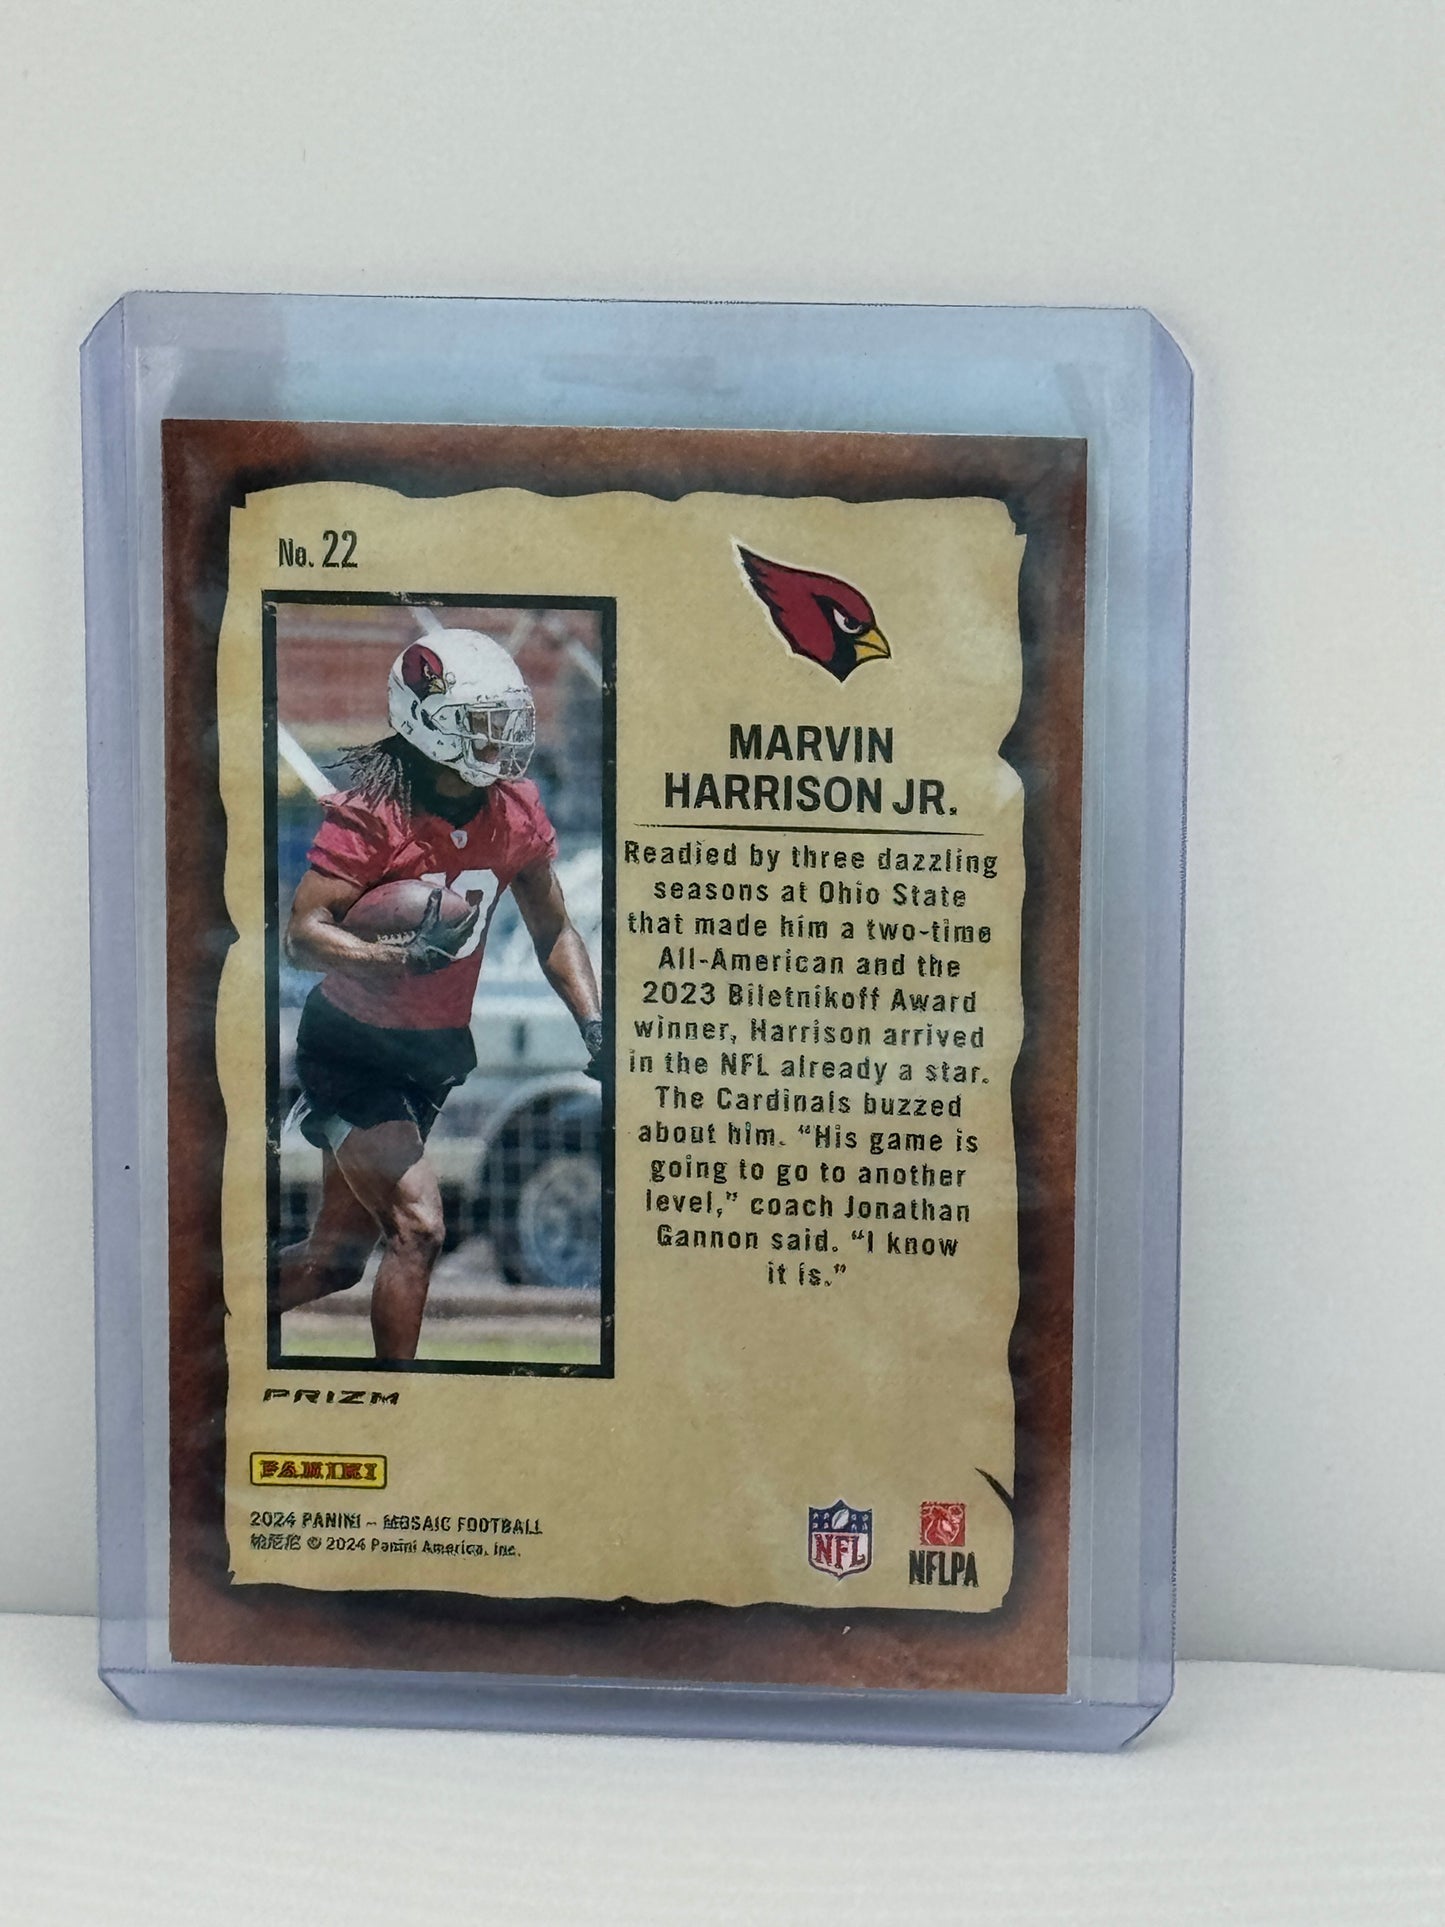 No. 22
MARVIN
HARRISON JR.
Readied by three dazzling
seasons at Ohio State
that made him a two-time
All-American and the
2023 Biletnikoff Award
winner, Harrison arrived
in the NFL already a star.
The Cardinals buzzed
about him. “His game is
going to go to another
level,” coach Jonathan
Gannon said. “I know
it is.”
PRIZM
PANINI
2024 PANINI – MOSAIC FOOTBALL
© 2024 Panini America, Inc.
NFL
NFLPA